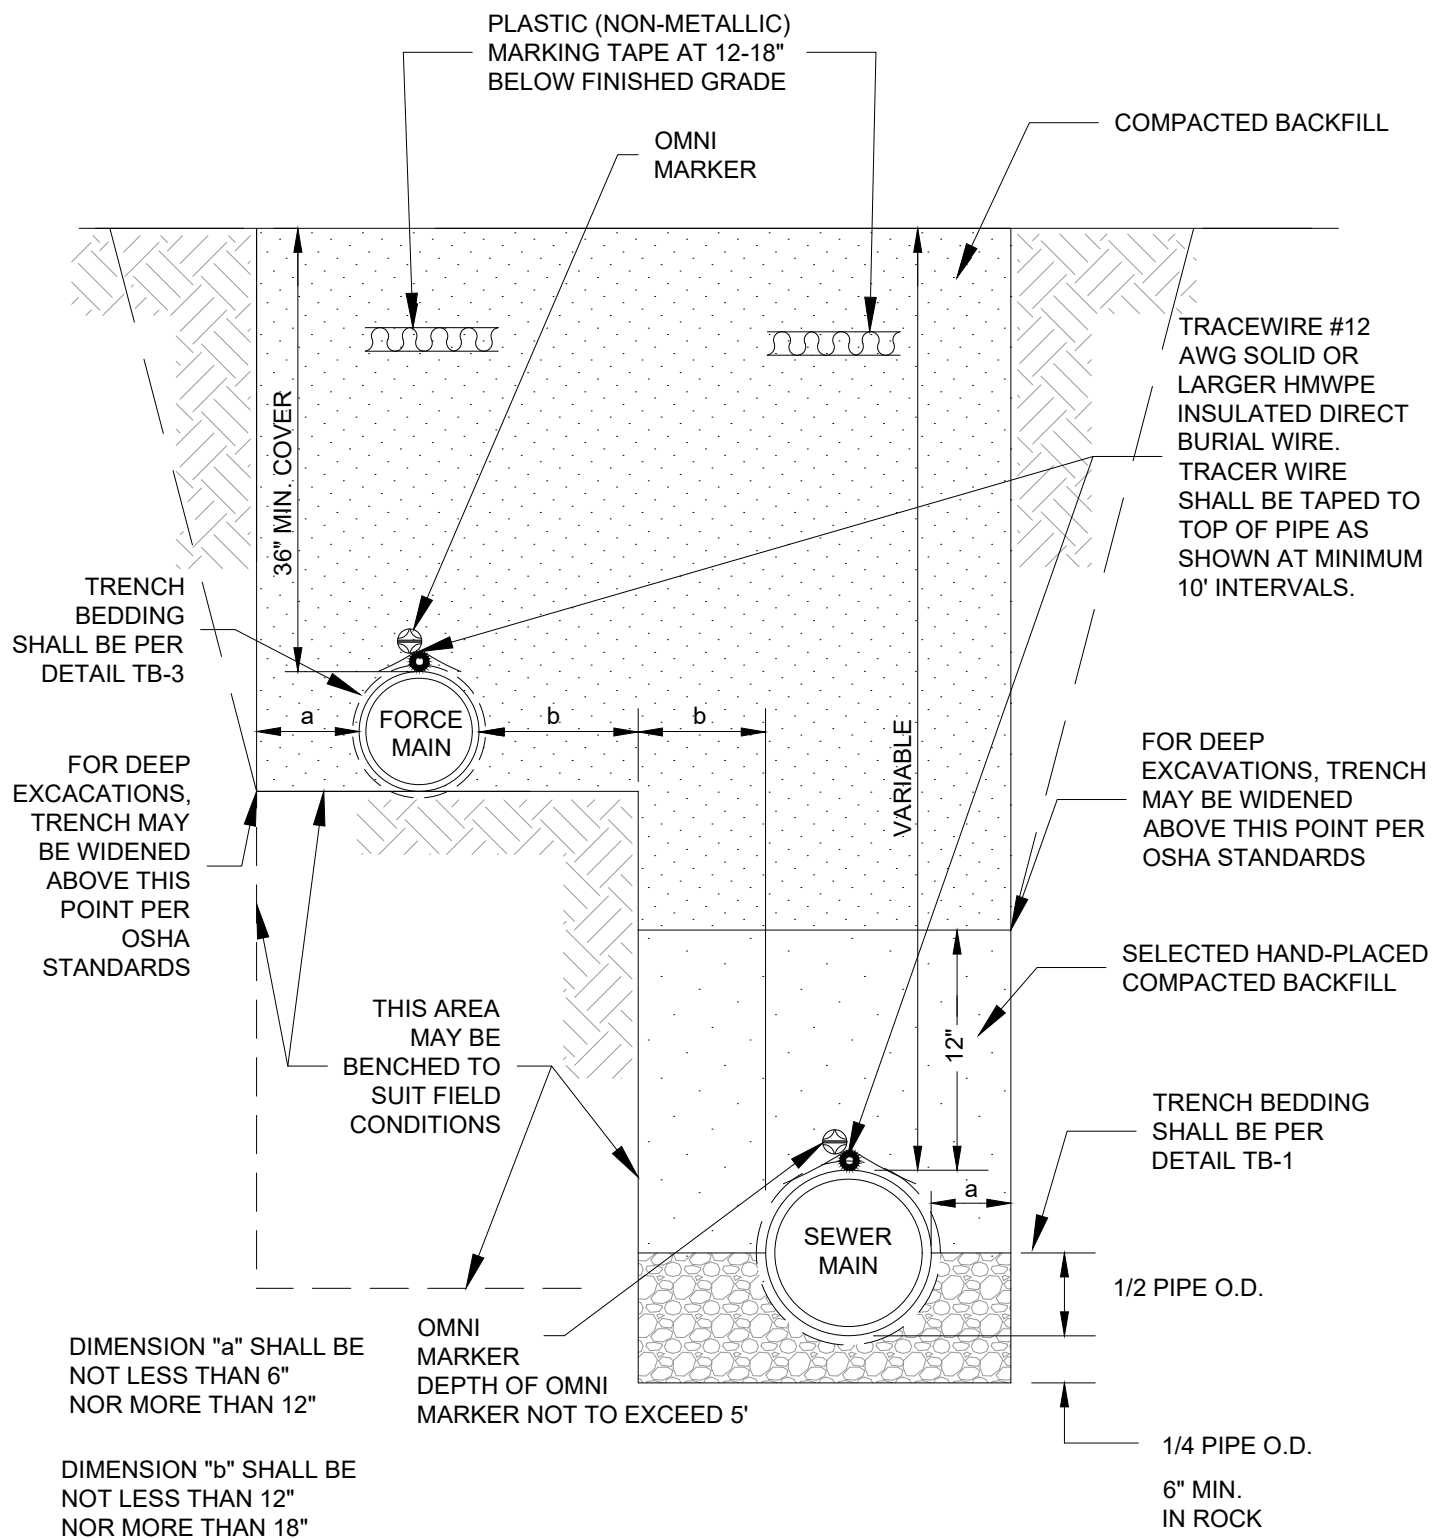 PLASTIC (NON-METALLIC)
MARKING TAPE AT 12-18"
BELOW FINISHED GRADE
COMPACTED BACKFILL
OMNI
MARKER
TRACEWIRE #12
AWG SOLID OR
LARGER HMWPE
INSULATED DIRECT
BURIAL WIRE.
TRACER WIRE
SHALL BE TAPED TO
TOP OF PIPE AS
SHOWN AT MINIMUM
10' INTERVALS.
36" MIN. COVER
TRENCH
BEDDING
SHALL BE PER
DETAIL TB-3
a
FORCE
MAIN
b
b
VARIABLE
FOR DEEP
EXCACATIONS,
TRENCH MAY
BE WIDENED
ABOVE THIS
POINT PER
OSHA
STANDARDS
FOR DEEP
EXCAVATIONS, TRENCH
MAY BE WIDENED
ABOVE THIS POINT PER
OSHA STANDARDS
SELECTED HAND-PLACED
COMPACTED BACKFILL
THIS AREA
MAY BE
BENCHED TO
SUIT FIELD
CONDITIONS
12"
TRENCH BEDDING
SHALL BE PER
DETAIL TB-1
a
SEWER
MAIN
1/2 PIPE O.D.
OMNI
MARKER
DEPTH OF OMNI
MARKER NOT TO EXCEED 5'
DIMENSION "a" SHALL BE
NOT LESS THAN 6"
NOR MORE THAN 12"
1/4 PIPE O.D.
6" MIN.
IN ROCK
DIMENSION "b" SHALL BE
NOT LESS THAN 12"
NOR MORE THAN 18"